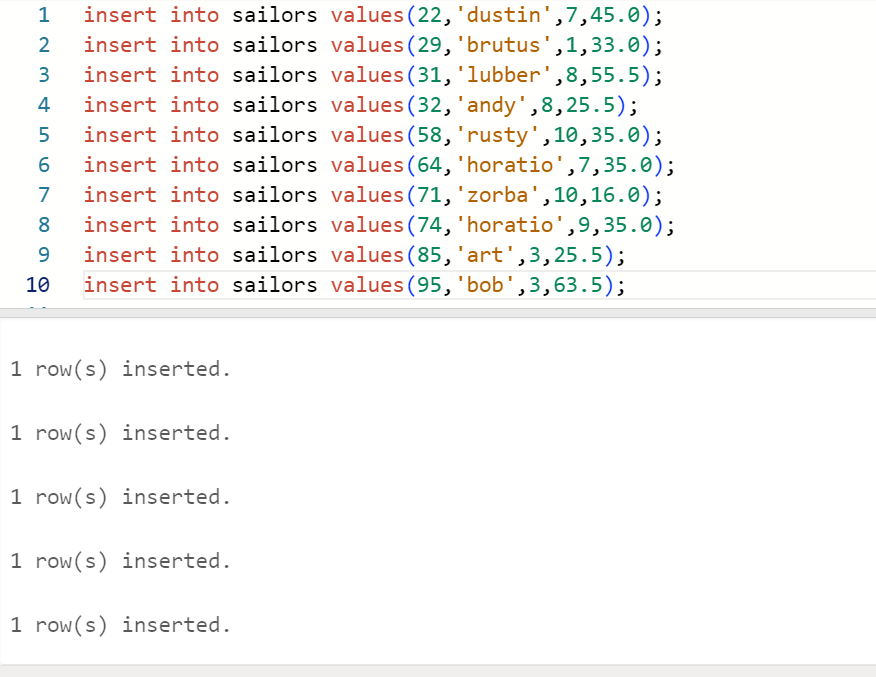 1 insert into sailors values(22,'dustin',7,45.0);
2 insert into sailors values(29,'brutus',1,33.0);
3 insert into sailors values(31,'lubber',8,55.5);
4 insert into sailors values(32,'andy',8,25.5);
5 insert into sailors values(58,'rusty',10,35.0);
6 insert into sailors values(64,'horatio',7,35.0);
7 insert into sailors values(71,'zorba',10,16.0);
8 insert into sailors values(74,'horatio',9,35.0);
9 insert into sailors values(85,'art',3,25.5);
10 insert into sailors values(95,'bob',3,63.5);
1 row(s) inserted.
1 row(s) inserted.
1 row(s) inserted.
1 row(s) inserted.
1 row(s) inserted.